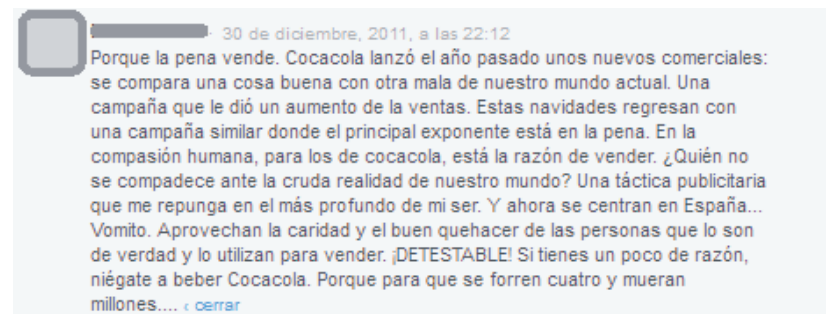 30 de diciembre, 2011, a las 22:12
Porque la pena vende. Cocacola lanzó el año pasado unos nuevos comerciales:
se compara una cosa buena con otra mala de nuestro mundo actual. Una
campaña que le dió un aumento de la ventas. Estas navidades regresan con
una campaña similar donde el principal exponente está en la pena. En la
compasión humana, para los de cocacola, está la razón de vender. ¿Quién no
se compadece ante la cruda realidad de nuestro mundo? Una táctica publicitaria
que me repunga en el más profundo de mi ser. Y ahora se centran en España...
Vomito. Aprovechan la caridad y el buen quehacer de las personas que lo son
de verdad y lo utilizan para vender. ¡DETESTABLE! Si tienes un poco de razón,
niégate a beber Cocacola. Porque para que se forren cuatro y mueran
millones.... ‹ cerrar